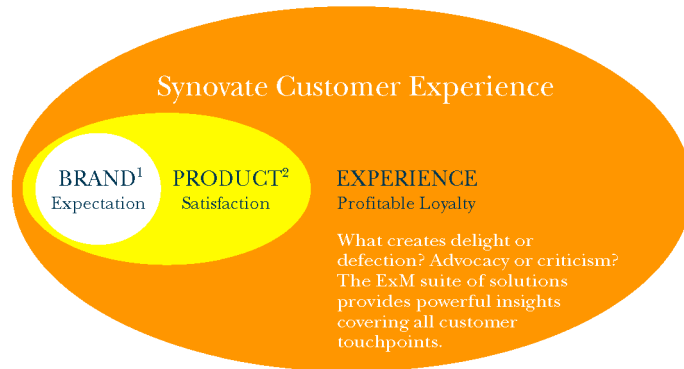 Synovate Customer Experience
BRAND¹ PRODUCT² EXPERIENCE
Expectation Satisfaction Profitable Loyalty
What creates delight or
defection? Advocacy or criticism?
The ExM suite of solutions
provides powerful insights
covering all customer
touchpoints.